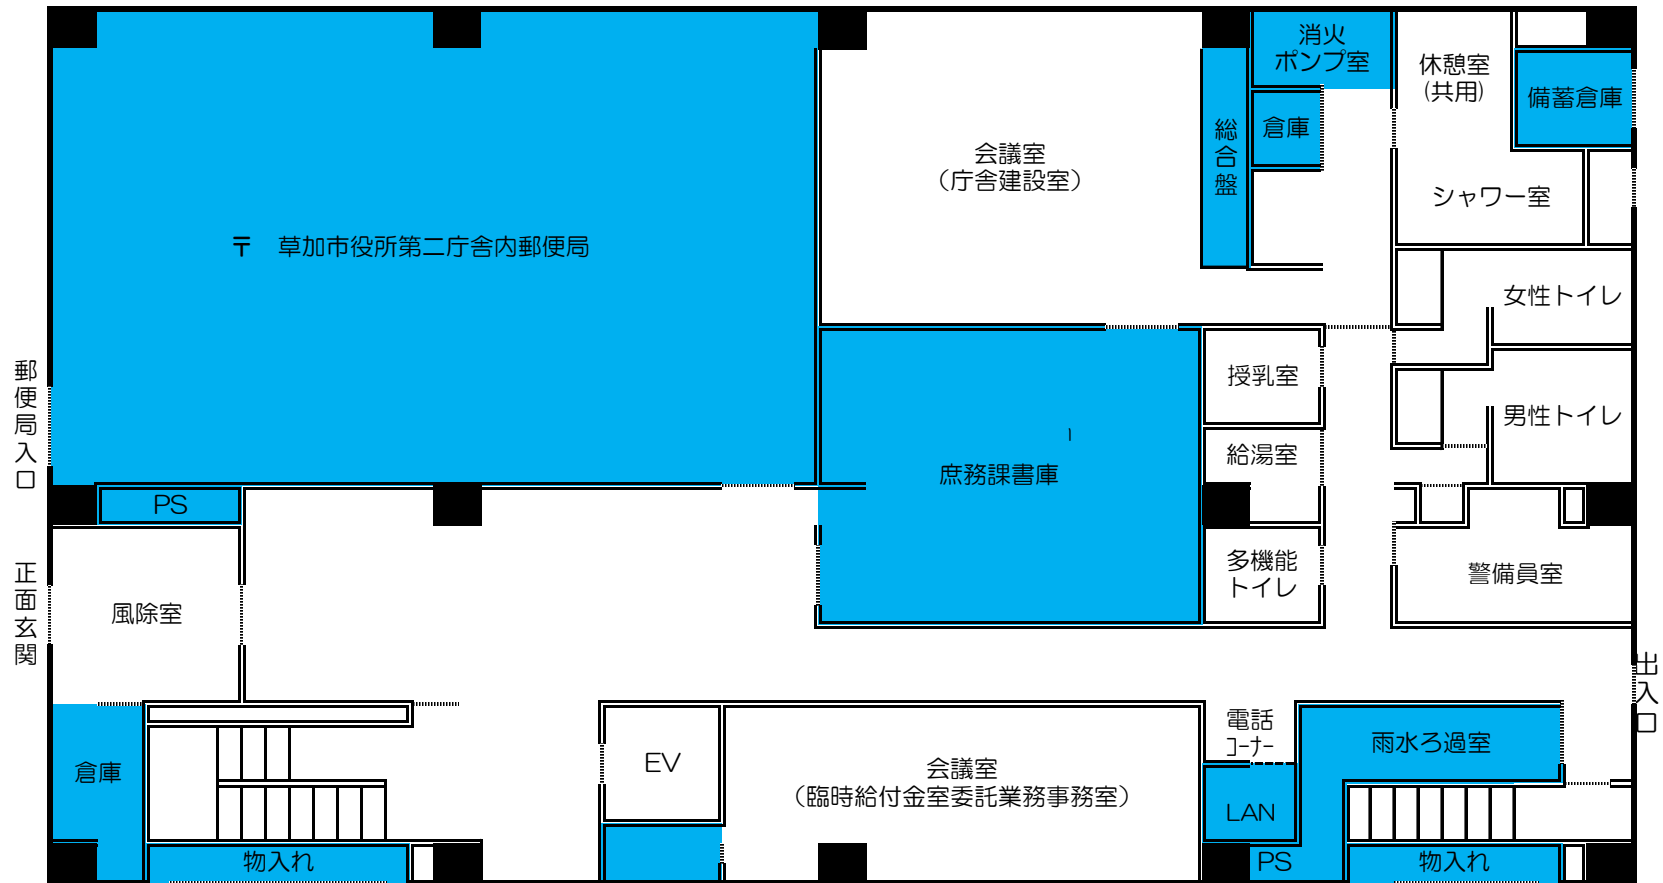 消火
ポンプ室
休憩室
(共用)
備蓄倉庫
総合盤
倉庫
会議室
（庁舎建設室）
シャワー室
〒 草加市役所第二庁舎内郵便局
女性トイレ
郵便局入口
授乳室
男性トイレ
給湯室
庶務課書庫
PS
多機能
トイレ
警備員室
正面玄関
風除室
出入口
電話
コーナー
雨水ろ過室
EV
倉庫
会議室
（臨時給付金室委託業務事務室）
LAN
物入れ
PS
物入れ